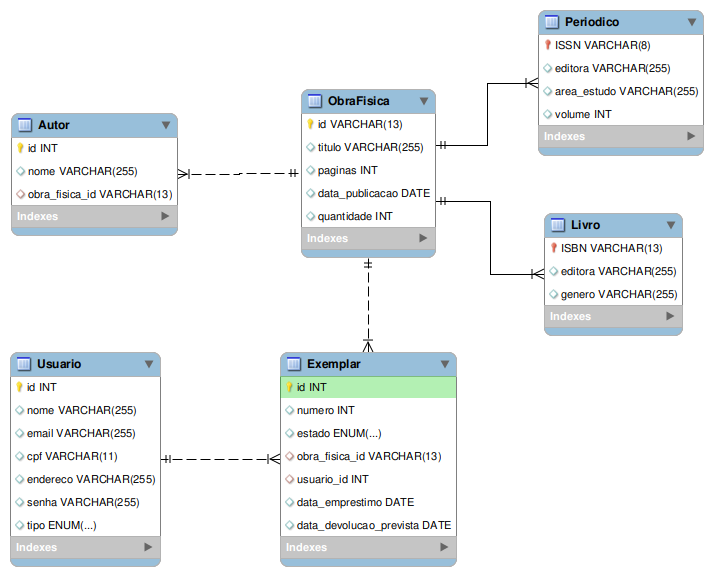 Periodico
ISSN VARCHAR(8)
editora VARCHAR(255)
area_estudo VARCHAR(255)
volume INT
Indexes
ObraFisica
id VARCHAR(13)
titulo VARCHAR(255)
paginas INT
data_publicacao DATE
quantidade INT
Indexes
Autor
id INT
nome VARCHAR(255)
obra_fisica_id VARCHAR(13)
Indexes
Livro
ISBN VARCHAR(13)
editora VARCHAR(255)
genero VARCHAR(255)
Indexes
Usuario
id INT
nome VARCHAR(255)
email VARCHAR(255)
cpf VARCHAR(11)
endereco VARCHAR(255)
senha VARCHAR(255)
tipo ENUM(...)
Indexes
Exemplar
id INT
numero INT
estado ENUM(...)
obra_fisica_id VARCHAR(13)
usuario_id INT
data_emprestimo DATE
data_devolucao_prevista DATE
Indexes